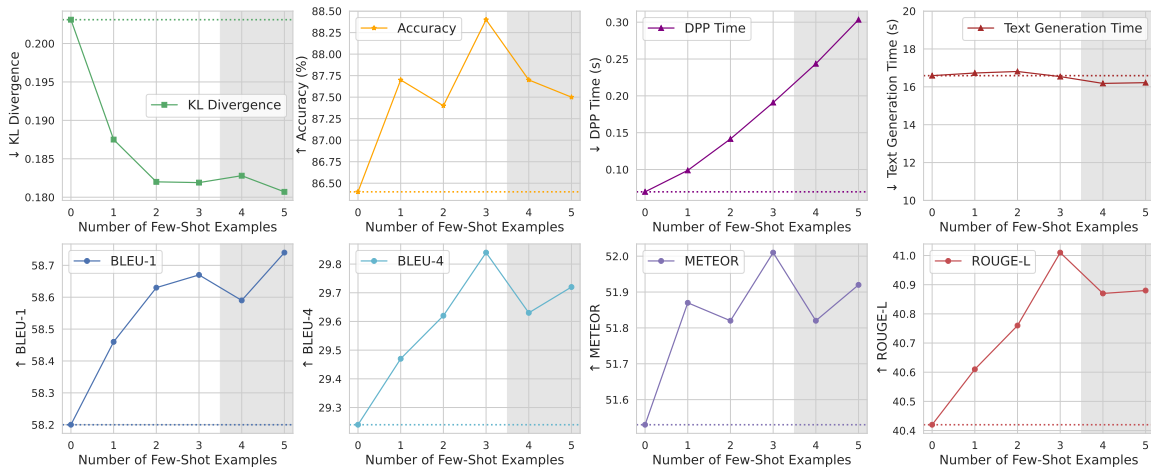 ↓ KL Divergence
0.200
0.195
0.190
0.185
0.180
KL Divergence
0 1 2 3 4 5
Number of Few-Shot Examples
↑ Accuracy (%)
88.50
88.25
88.00
87.75
87.50
87.25
87.00
86.75
86.50
Accuracy
0 1 2 3 4 5
Number of Few-Shot Examples
↓ DPP Time (s)
0.30
0.25
0.20
0.15
0.10
DPP Time
0 1 2 3 4 5
Number of Few-Shot Examples
↓ Text Generation Time (s)
20
18
16
14
12
10
Text Generation Time
0 1 2 3 4 5
Number of Few-Shot Examples
↑ BLEU-1
58.7
58.6
58.5
58.4
58.3
58.2
BLEU-1
0 1 2 3 4 5
Number of Few-Shot Examples
↑ BLEU-4
29.8
29.7
29.6
29.5
29.4
29.3
BLEU-4
0 1 2 3 4 5
Number of Few-Shot Examples
↑ METEOR
52.0
51.9
51.8
51.7
51.6
METEOR
0 1 2 3 4 5
Number of Few-Shot Examples
↑ ROUGE-L
41.0
40.9
40.8
40.7
40.6
40.5
40.4
ROUGE-L
0 1 2 3 4 5
Number of Few-Shot Examples